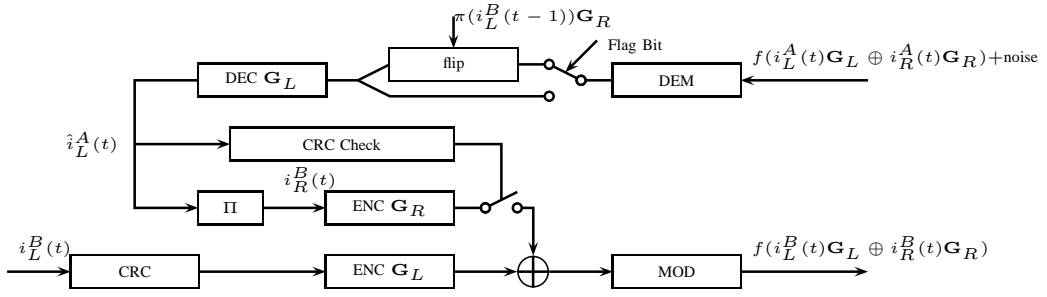 π(i_L^B(t − 1))G_R
Flag Bit
f(i_L^A(t)G_L ⊕ i_R^A(t)G_R)+noise
flip
DEC G_L
DEM
î_L^A(t)
CRC Check
i_R^B(t)
Π
ENC G_R
i_L^B(t)
f(i_L^B(t)G_L ⊕ i_R^B(t)G_R)
CRC
ENC G_L
MOD